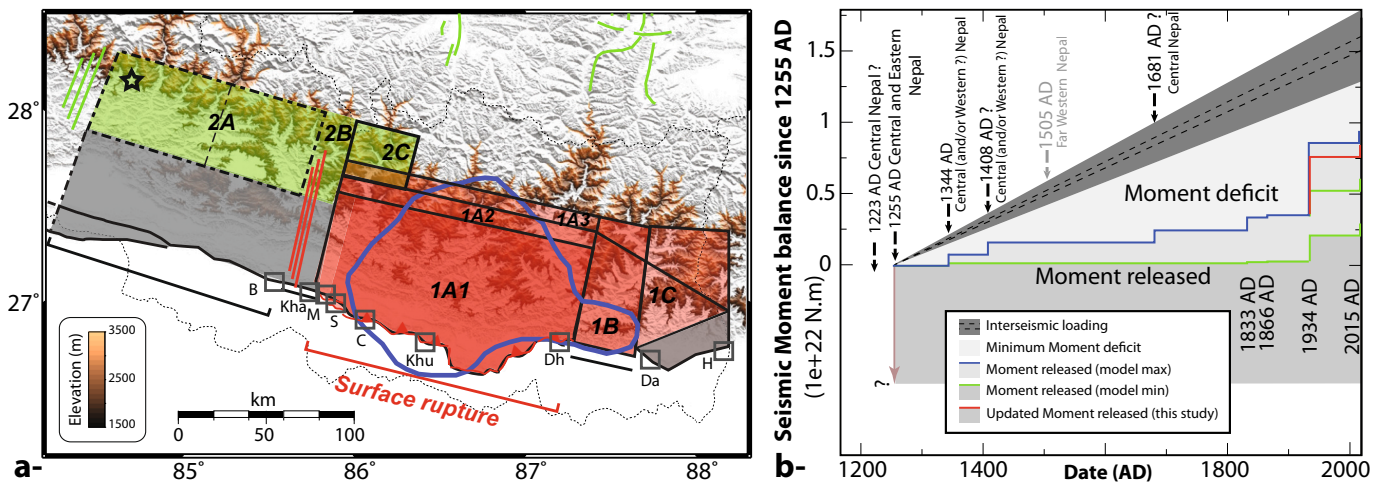 28°
27°
85°
86°
87°
88°
2A
2B
2C
1A2
1A3
1A1
1B
1C
B
Kha
M
S
C
Khu
Dh
Da
H
Surface rupture
Elevation (m)
3500
2500
1500
km
0 50 100
a-
b-
Seismic Moment balance since 1255 AD
(1e+22 N.m)
1.5
1
0.5
0
?
1223 AD Central Nepal ?
1255 AD Central and Eastern
Nepal
1344 AD
Central (and/or Western ?) Nepal
1408 AD ?
Central (and/or Western ?) Nepal
1505 AD
Far Western Nepal
1681 AD ?
Central Nepal
Moment deficit
Moment released
1833 AD
1866 AD
1934 AD
2015 AD
Interseismic loading
Minimum Moment deficit
Moment released (model max)
Moment released (model min)
Updated Moment released (this study)
1200 1400 1600 1800 2000
Date (AD)